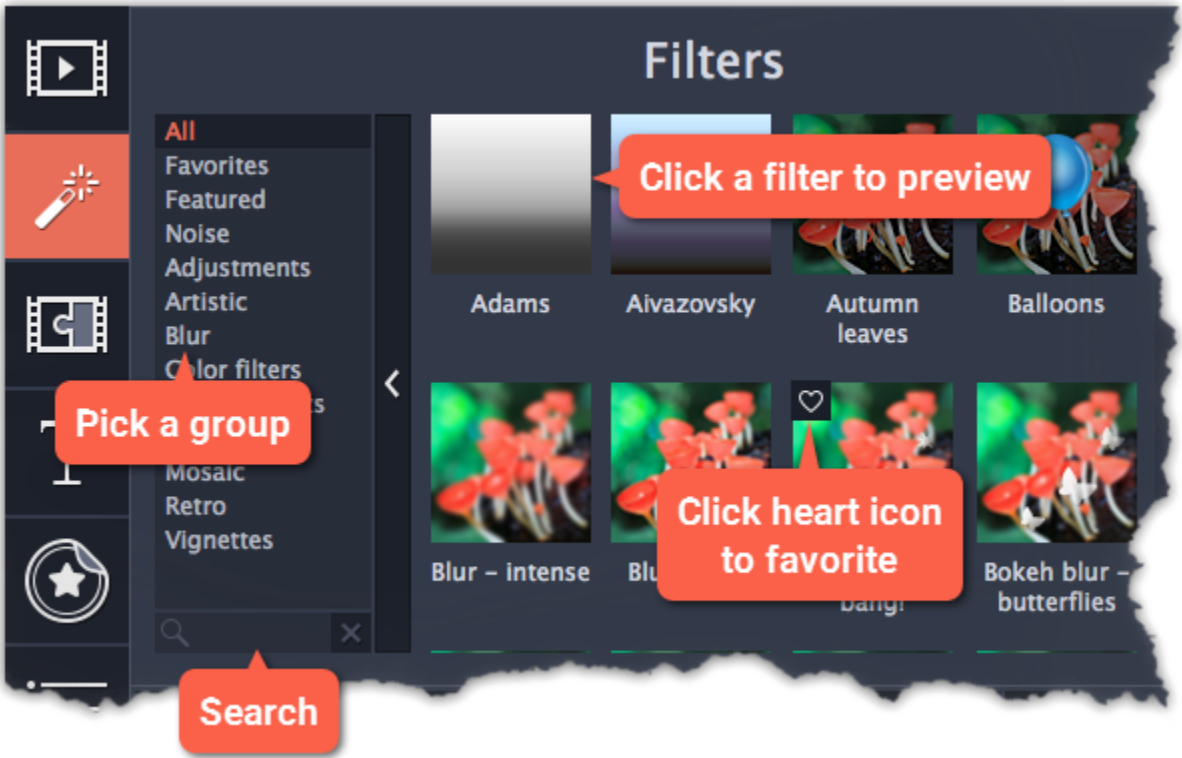 Filters
All
Favorites
Featured
Noise
Adjustments
Artistic
Blur
Color filters
Mosaic
Retro
Vignettes
Pick a group
Search
Click a filter to preview
Adams
Aivazovsky
Autumn
leaves
Balloons
Click heart icon
to favorite
Blur – intense
bang!
Bokeh blur –
butterflies